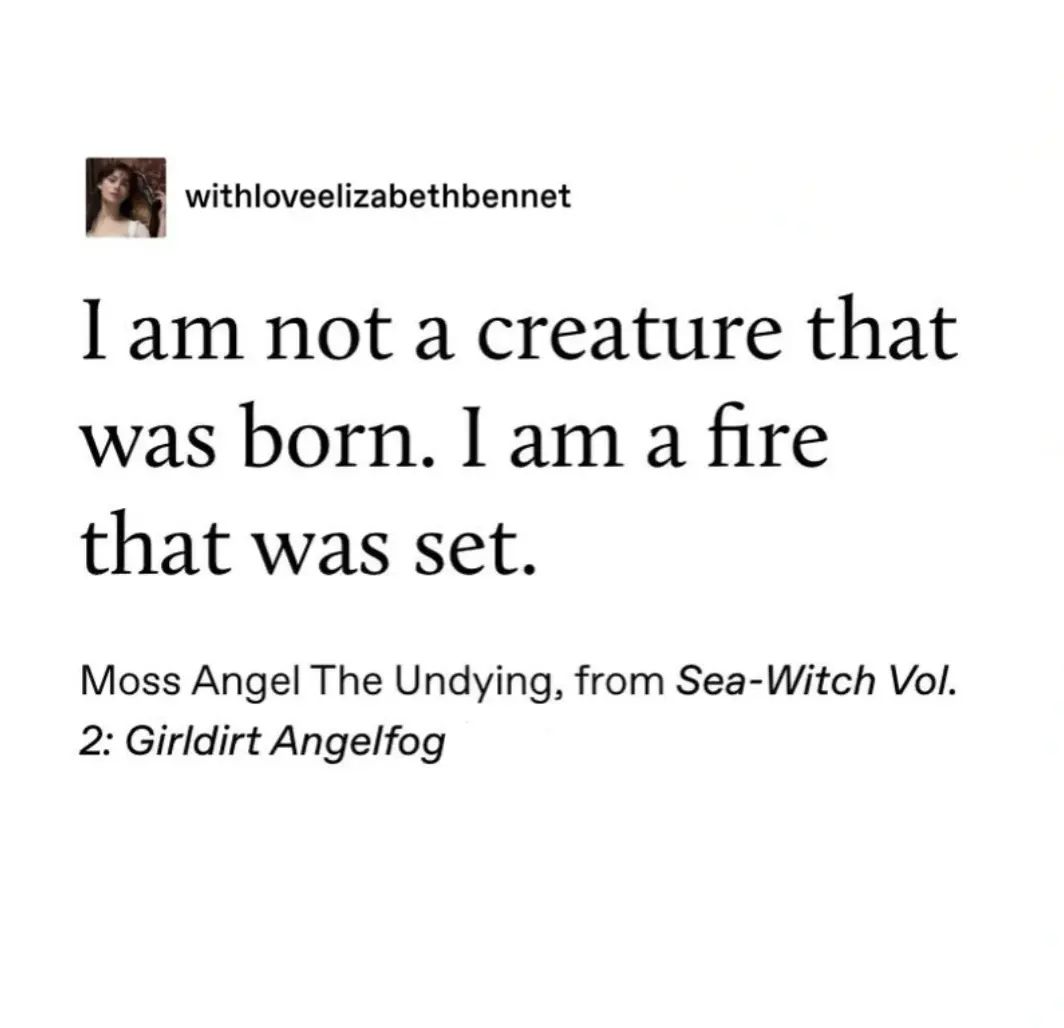 withloveelizabethbennet
I am not a creature that
was born. I am a fire
that was set.
Moss Angel The Undying, from Sea-Witch Vol.
2: Girldirt Angelfog